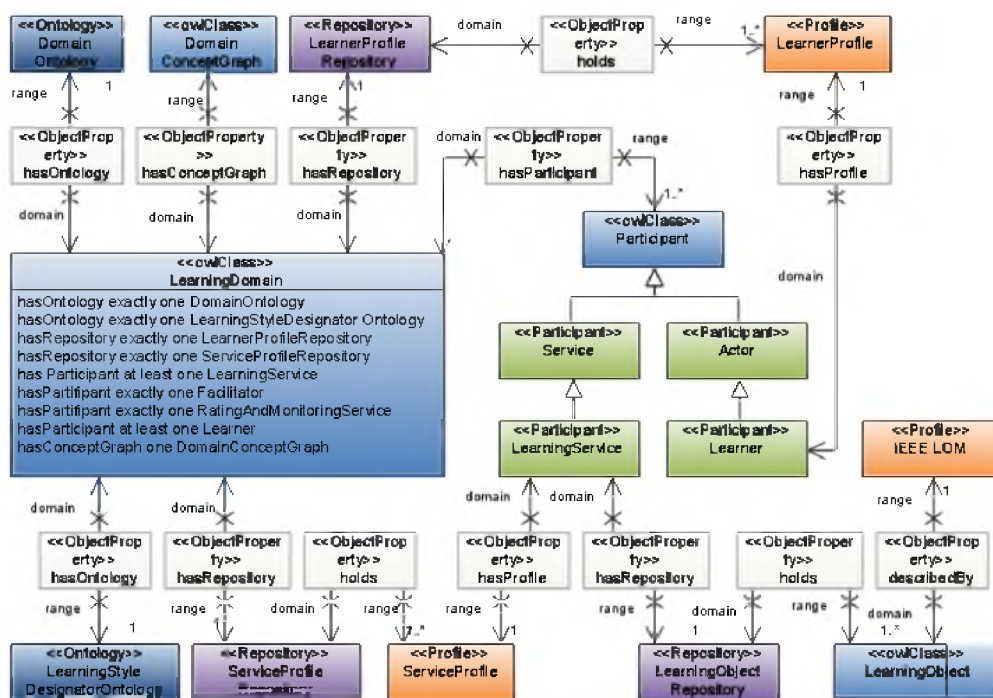 <<Ontology>>
Domain
Ontology
<<owlClass>>
Domain
ConceptGraph
<<Repository>>
LearnerProfile
Repository
domain
<<ObjectProp
erty>>
holds
range
1..*
<<Profile>>
LearnerProfile
range
1
range
range
1
range
1
<<ObjectProp
erty>>
hasOntology
<<ObjectProperty
>>
hasConceptGraph
<<ObjectProper
ty>>
hasRepository
domain
<<ObjectProper
ty>>
hasParticipant
range
1..*
<<ObjectProp
erty>>
hasProfile
domain
domain
domain
domain
<<owlClass>>
Participant
<<owlClass>>
LearningDomain
hasOntology exactly one DomainOntology
hasOntology exactly one LearningStyleDesignator Ontology
hasRepository exactly one LearnerProfileRepository
hasRepository exactly one ServiceProfileRepository
has Participant at least one LearningService
hasPartifipant exactly one Facilitator
hasPartifipant exactly one RatingAndMonitoringService
hasParticipant at least one Learner
hasConceptGraph one DomainConceptGraph
<<Participant>>
Service
<<Participant>>
Actor
<<Participant>>
LearningService
<<Participant>>
Learner
<<Profile>>
IEEE LOM
domain
domain
domain
domain
range
1
<<ObjectProp
erty>>
hasOntology
<<ObjectProper
ty>>
hasRepository
<<ObjectProp
erty>>
holds
<<ObjectProp
erty>>
hasProfile
<<ObjectProper
ty>>
hasRepository
<<ObjectProper
ty>>
holds
<<ObjectProp
erty>>
describedBy
range
1
range
1
domain
range
1..*
range
1
range
1
domain
range
domain
1..*
<<Ontology>>
LearningStyle
DesignatorOntology
<<Repository>>
ServiceProfile
Repository
<<Profile>>
ServiceProfile
<<Repository>>
LearningObject
Repository
<<owlClass>>
LearningObject